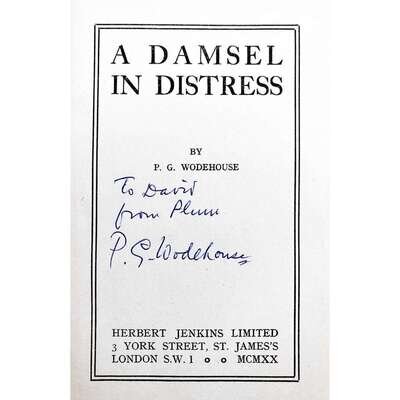 A DAMSEL
IN DISTRESS
BY
P. G. WODEHOUSE
To David
from Plum
P. G. Wodehouse
HERBERT JENKINS LIMITED
3 YORK STREET, ST. JAMES'S
LONDON S.W. 1 o o MCMXX